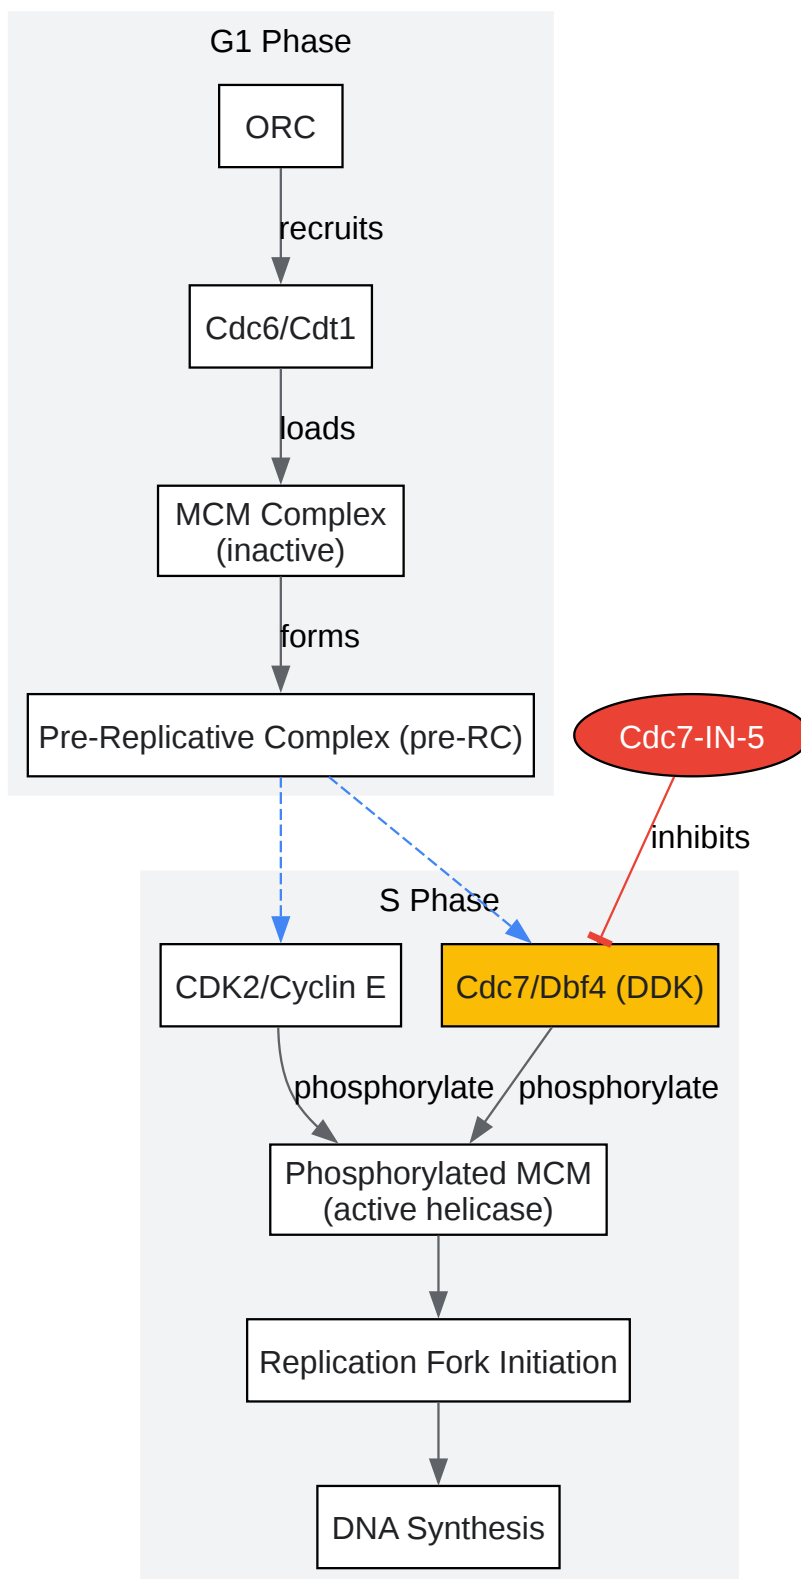 G1 Phase
ORC
recruits
Cdc6/Cdt1
loads
MCM Complex
(inactive)
forms
Pre-Replicative Complex (pre-RC)
Cdc7-IN-5
inhibits
S Phase
CDK2/Cyclin E
Cdc7/Dbf4 (DDK)
phosphorylate
phosphorylate
Phosphorylated MCM
(active helicase)
Replication Fork Initiation
DNA Synthesis